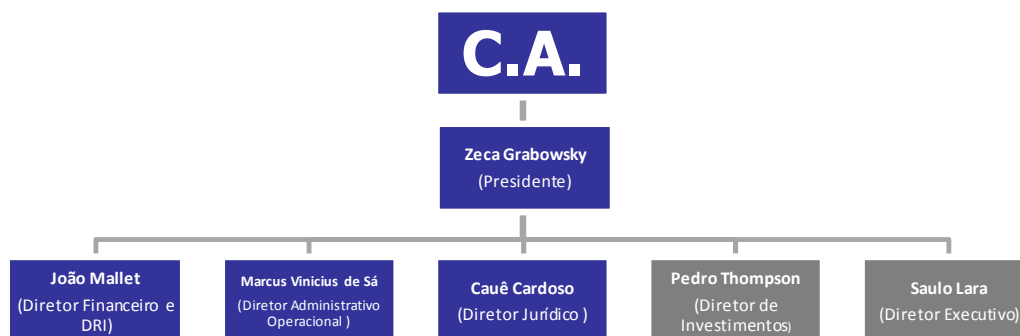 C.A.
Zeca Grabowsky
(Presidente)
João Mallet
(Diretor Financeiro e
DRI)
Marcus Vinicius de Sá
(Diretor Administrativo
Operacional )
Cauê Cardoso
(Diretor Jurídico )
Pedro Thompson
(Diretor de
Investimentos)
Saulo Lara
(Diretor Executivo)